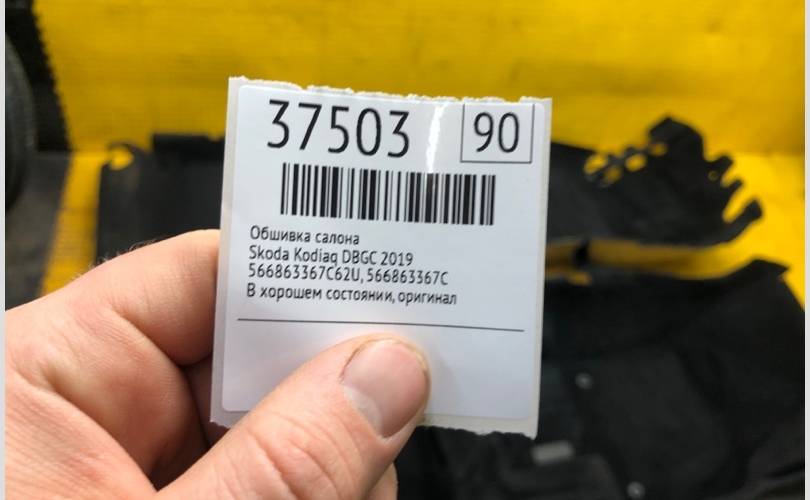 37503 90
Обшивка салона
Skoda Kodiaq DBGC 2019
566863367C62U, 566863367C
В хорошем состоянии, оригинал